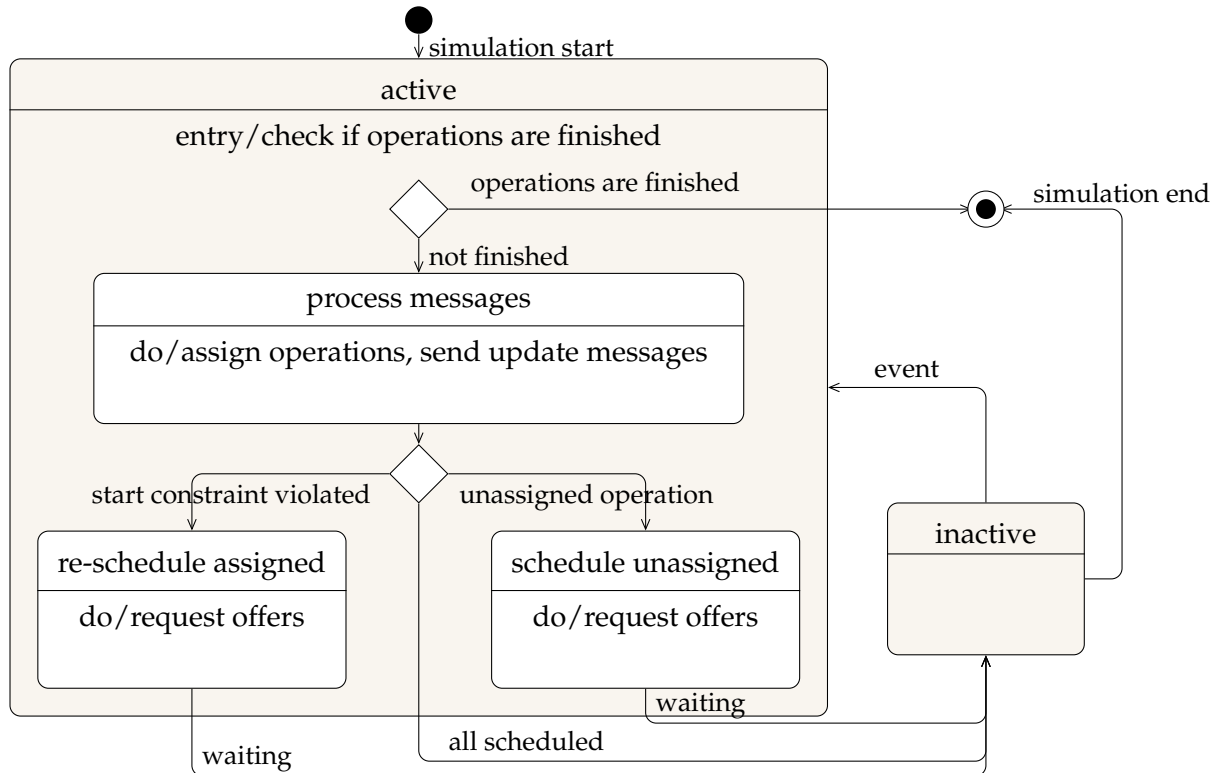 simulation start
active
entry/check if operations are finished
operations are finished
simulation end
not finished
process messages
do/assign operations, send update messages
event
start constraint violated
unassigned operation
inactive
re-schedule assigned
schedule unassigned
do/request offers
do/request offers
waiting
all scheduled
waiting